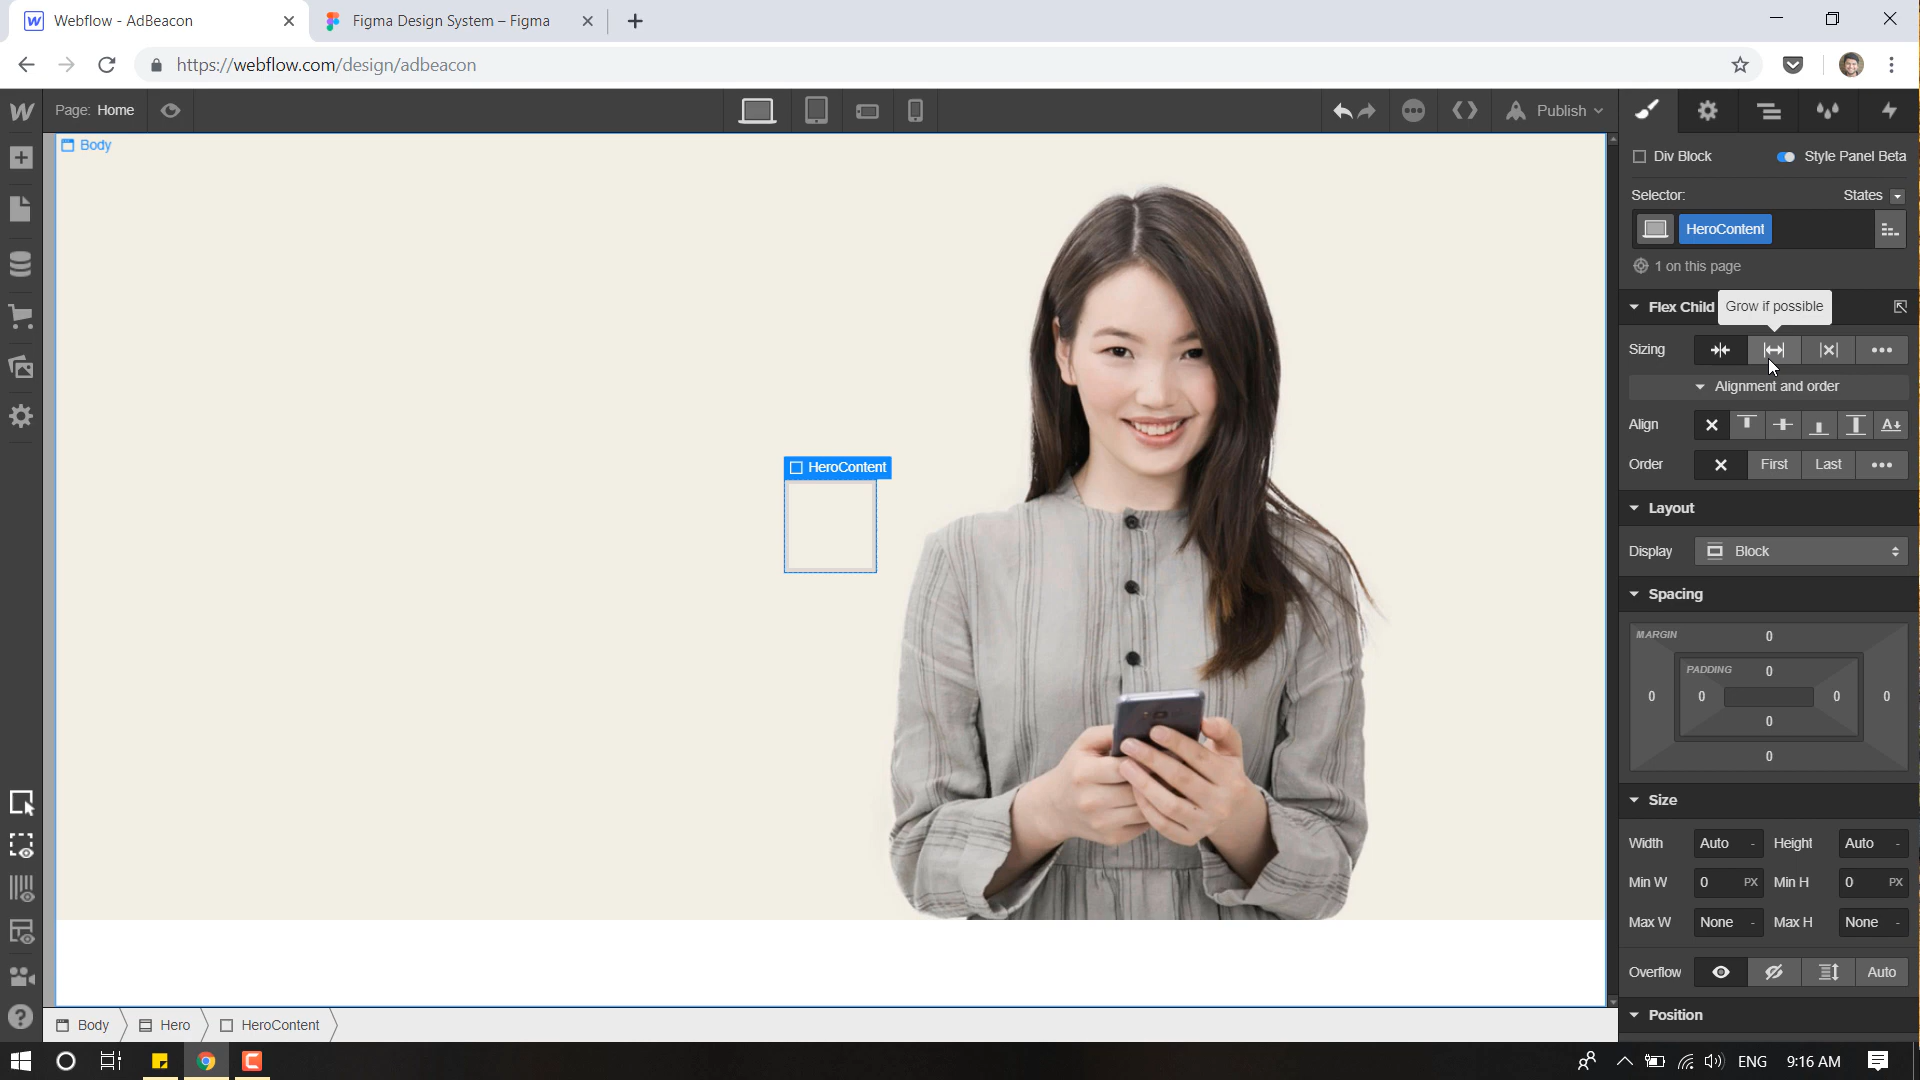 Webflow - AdBeacon
Figma Design System – Figma
https://webflow.com/design/adbeacon
Page: Home
Publish
Body
Div Block
Style Panel Beta
Selector:
States
HeroContent
1 on this page
Flex Child
Grow if possible
Sizing
Alignment and order
Align
Order
First
Last
HeroContent
Layout
Display
Block
Spacing
MARGIN
0
PADDING
0
0
0
0
0
0
0
Size
Width
Auto
-
Height
Auto
-
Min W
0
PX
Min H
0
PX
Max W
None
-
Max H
None
-
Overflow
Auto
Position
Body
Hero
HeroContent
ENG
9:16 AM